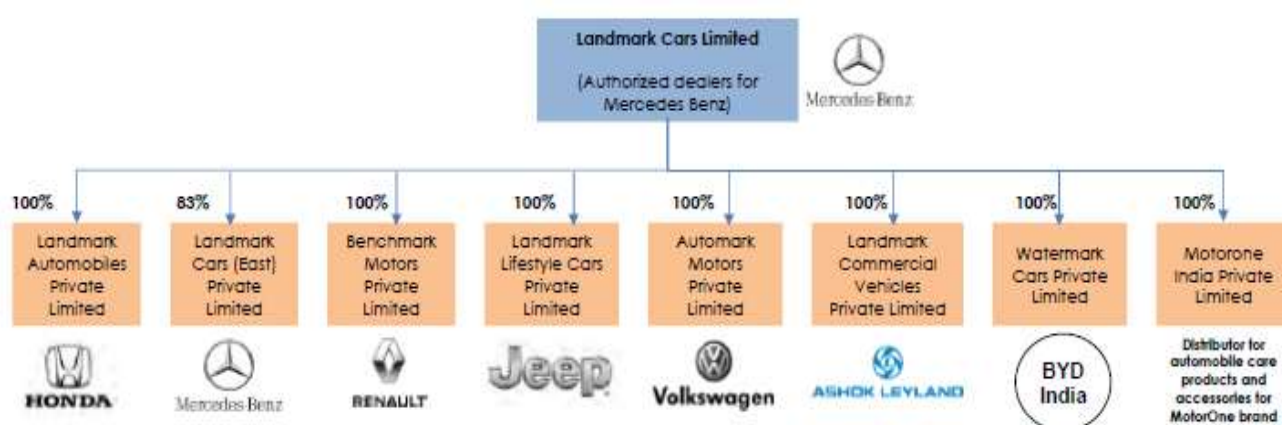 Landmark Cars Limited
(Authorized dealers for
Mercedes Benz)
Mercedes-Benz
100%
83%
100%
100%
100%
100%
100%
100%
Landmark
Automobiles
Private
Limited
Landmark
Cars (East)
Private
Limited
Benchmark
Motors
Private
Limited
Landmark
Lifestyle Cars
Private
Limited
Automark
Motors
Private
Limited
Landmark
Commercial
Vehicles
Private Limited
Watermark
Cars Private
Limited
Motorone
India Private
Limited
HONDA
Mercedes-Benz
RENAULT
Jeep
Volkswagen
ASHOK LEYLAND
BYD
India
Distributor for
automobile care
products and
accessories for
MotorOne brand